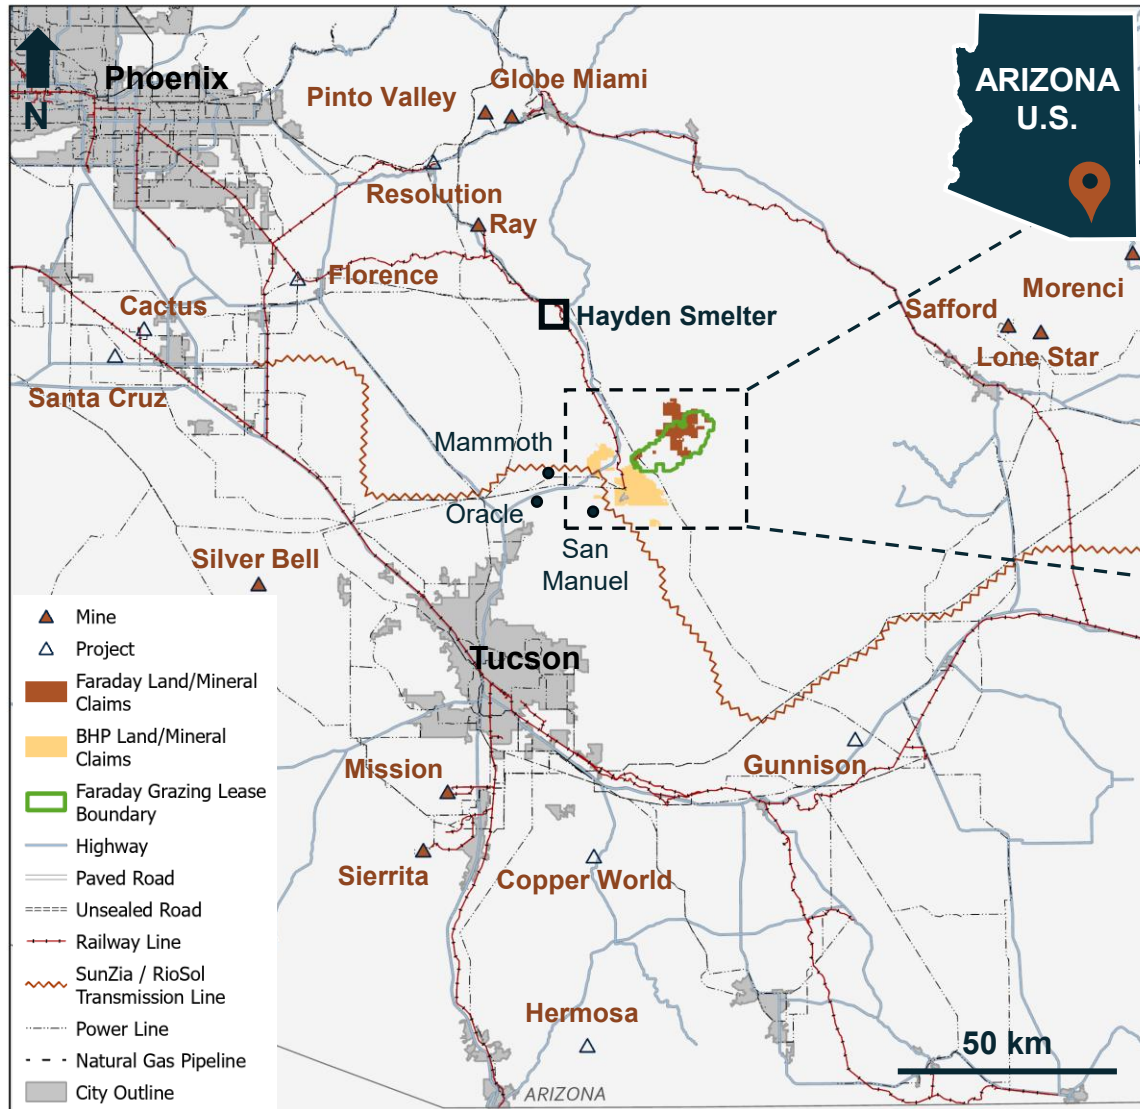 Phoenix
N
Pinto Valley
Globe Miami
ARIZONA
U.S.
Resolution
Ray
Florence
Cactus
Santa Cruz
Hayden Smelter
Morenci
Safford
Lone Star
Mammoth
Oracle
San
Manuel
Silver Bell
Tucson
Mission
Sierrita
Gunnison
Copper World
Hermosa
50 km
ARIZONA
Mine
Project
Faraday Land/Mineral
Claims
BHP Land/Mineral
Claims
Faraday Grazing Lease
Boundary
Highway
Paved Road
Unsealed Road
Railway Line
SunZia / RioSol
Transmission Line
Power Line
Natural Gas Pipeline
City Outline